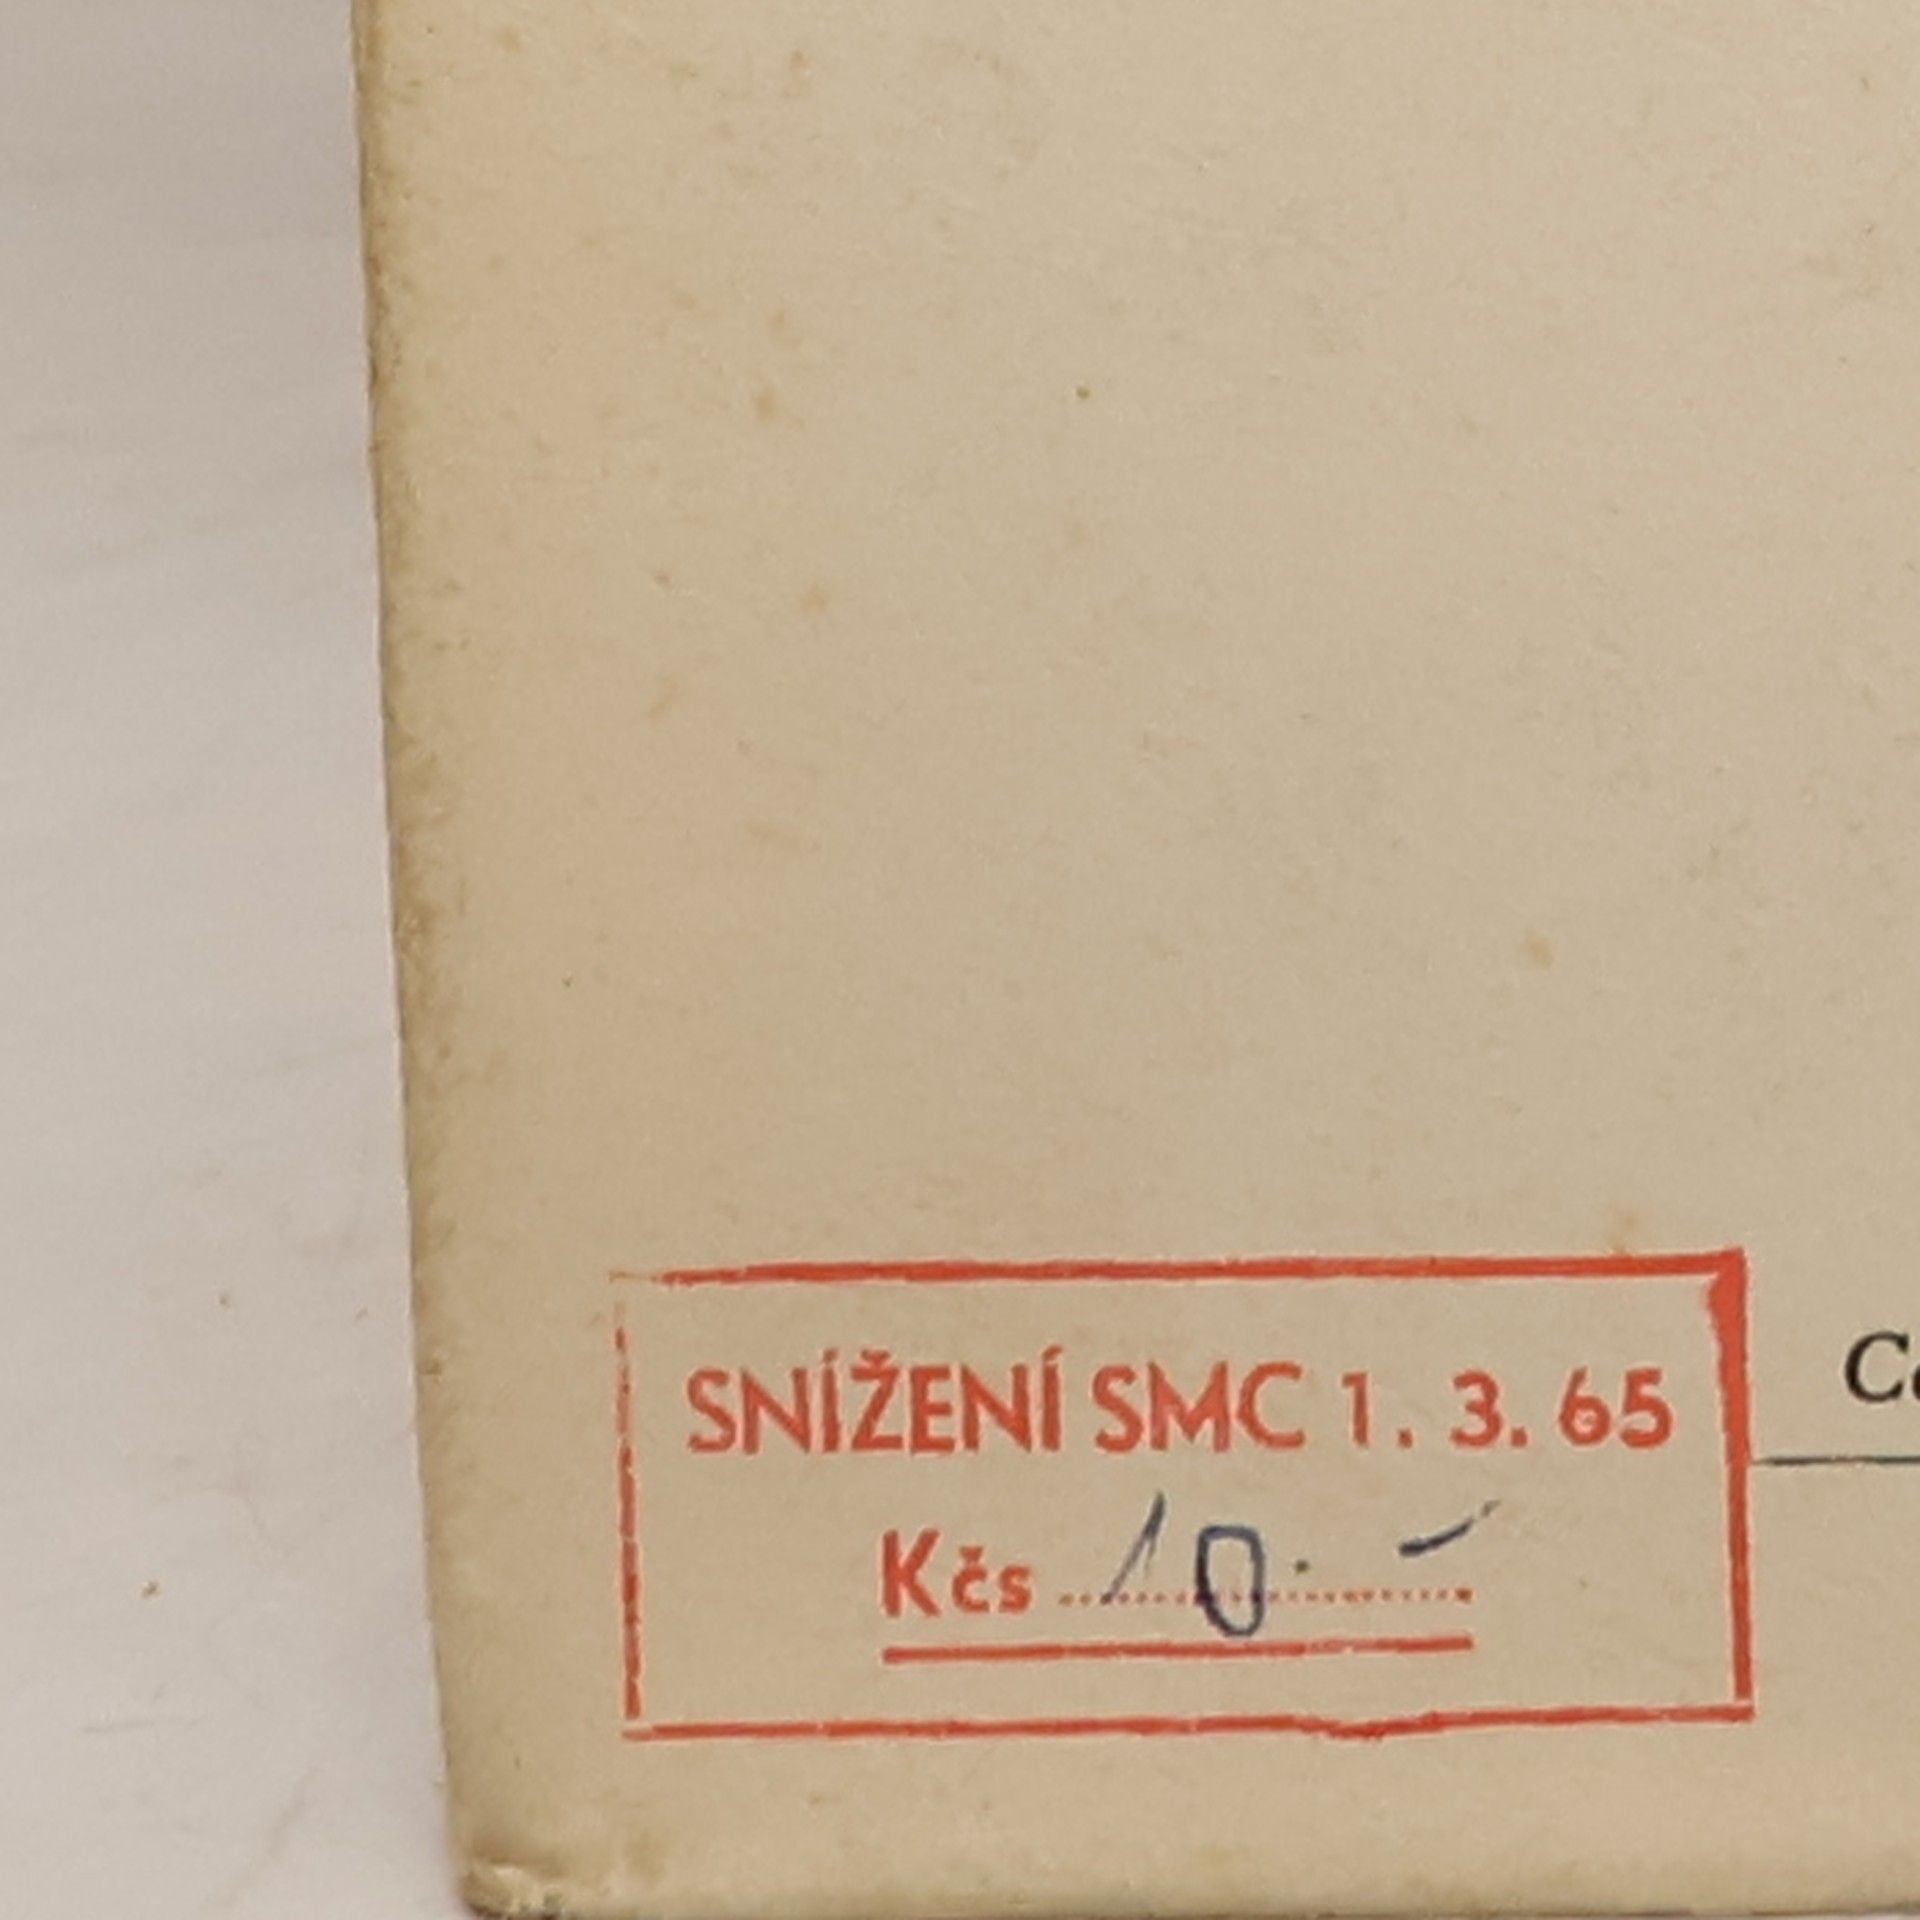 SNÍŽENÍ SMC 1. 3. 65
Kčs 10.-